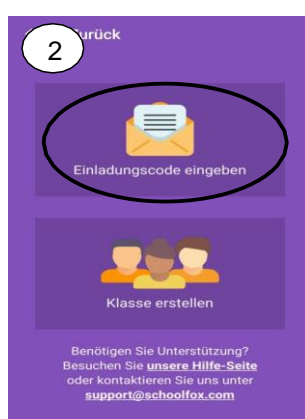 2
urück
Einladungscode eingeben
Klasse erstellen
Benötigen Sie Unterstützung?
Besuchen Sie unsere Hilfe-Seite
oder kontaktieren Sie uns unter
support@schoolfox.com